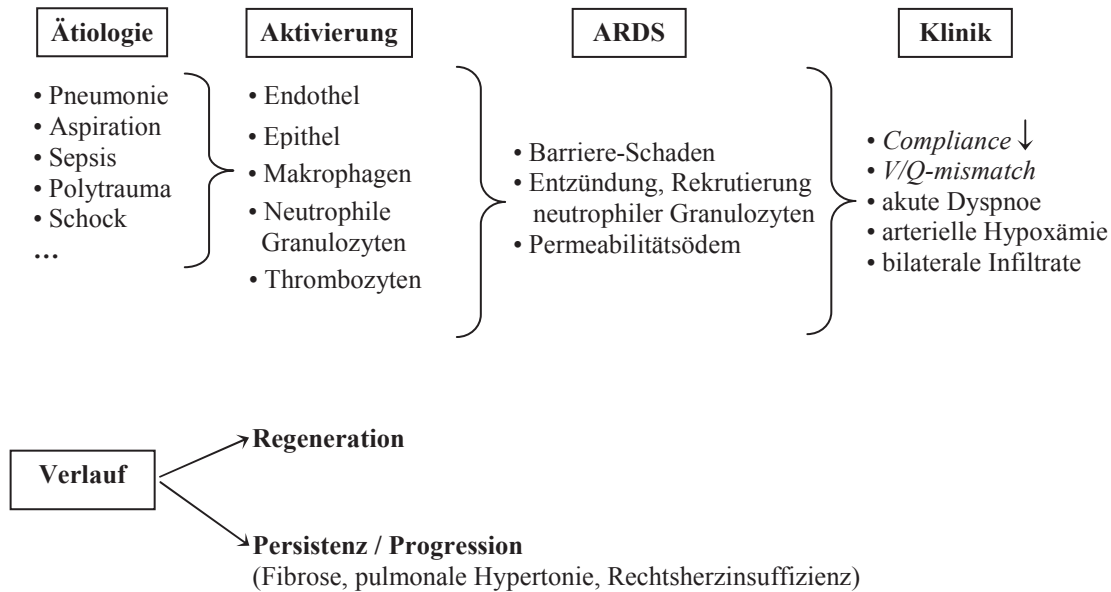 Ätiologie
• Pneumonie
• Aspiration
• Sepsis
• Polytrauma
• Schock
...
Aktivierung
• Endothel
• Epithel
• Makrophagen
• Neutrophile
Granulozyten
• Thrombozyten
ARDS
• Barriere-Schaden
• Entzündung, Rekrutierung
neutrophiler Granulozyten
• Permeabilitätsödem
Klinik
• Compliance ↓
• V/Q-mismatch
• akute Dyspnoe
• arterielle Hypoxämie
• bilaterale Infiltrate
Verlauf
Regeneration
Persistenz / Progression
(Fibrose, pulmonale Hypertonie, Rechtsherzinsuffizienz)